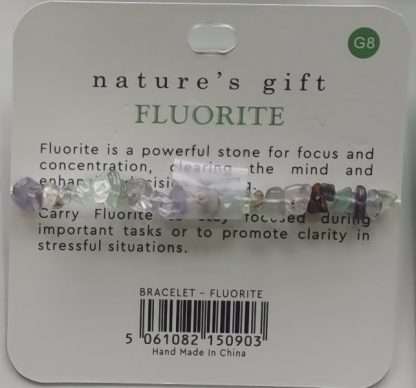 G8
nature's gift
FLUORITE
Fluorite is a powerful stone for focus and
concentration, clearing the mind and
Carry Fluorite to stay focused during
important tasks or to promote clarity in
stressful situations.
BRACELET - FLUORITE
5 061082 150903
Hand Made In China